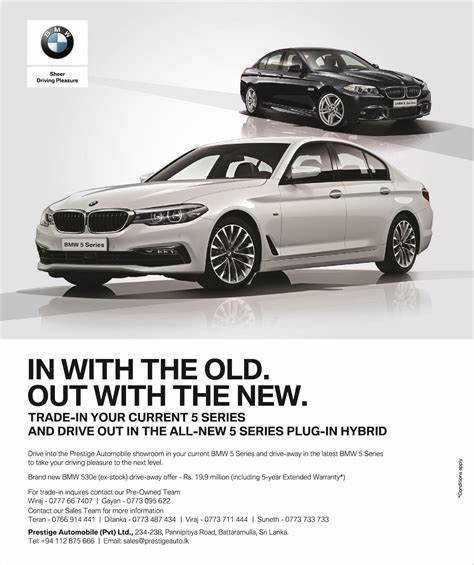 BMW
Sheer
Driving Pleasure
BMW 5 Series
BMW 5 Series
IN WITH THE OLD.
OUT WITH THE NEW.
TRADE-IN YOUR CURRENT 5 SERIES
AND DRIVE OUT IN THE ALL-NEW 5 SERIES PLUG-IN HYBRID
Drive into the Prestige Automobile showroom in your current BMW 5 Series and drive-away in the latest BMW 5 Series
to take your driving pleasure to the next level.
Brand new BMW 530e (ex-stock) drive-away offer - Rs. 19.9 million (including 5-year Extended Warranty*)
For trade-in inquires contact our Pre-Owned Team
Wiraj - 0777 66 7407 | Gayan - 0773 095 622
Contact our Sales Team for more information
Teran - 0766 914 441 | Dilanka - 0773 487 434 | Viraj - 0773 711 444 | Suneth - 0773 733 733
Prestige Automobile (Pvt) Ltd., 234-238, Pannipitiya Road, Battaramulla, Sri Lanka.
Tel: +94 112 875 666 | Email: sales@prestigeauto.lk
*Conditions apply.